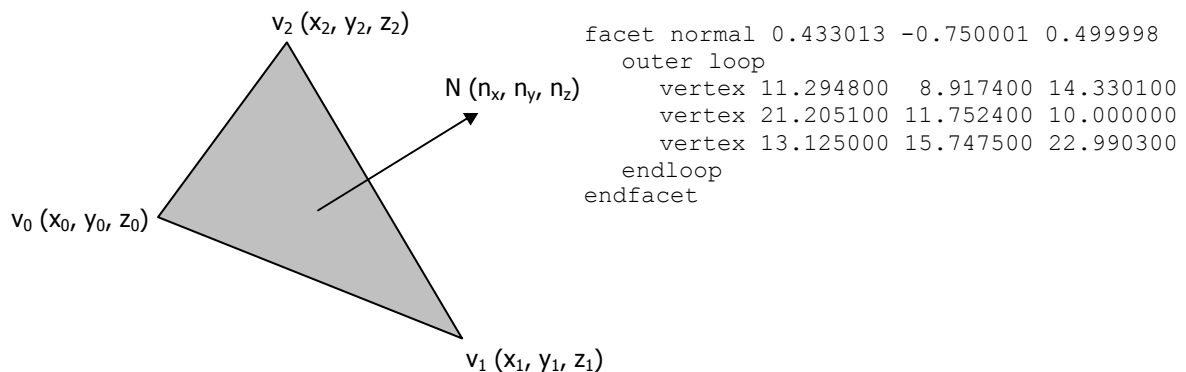 v₂ (x₂, y₂, z₂)
N (nₓ, n_y, n_z)
v₀ (x₀, y₀, z₀)
v₁ (x₁, y₁, z₁)
facet normal 0.433013 -0.750001 0.499998
outer loop
vertex 11.294800 8.917400 14.330100
vertex 21.205100 11.752400 10.000000
vertex 13.125000 15.747500 22.990300
endloop
endfacet